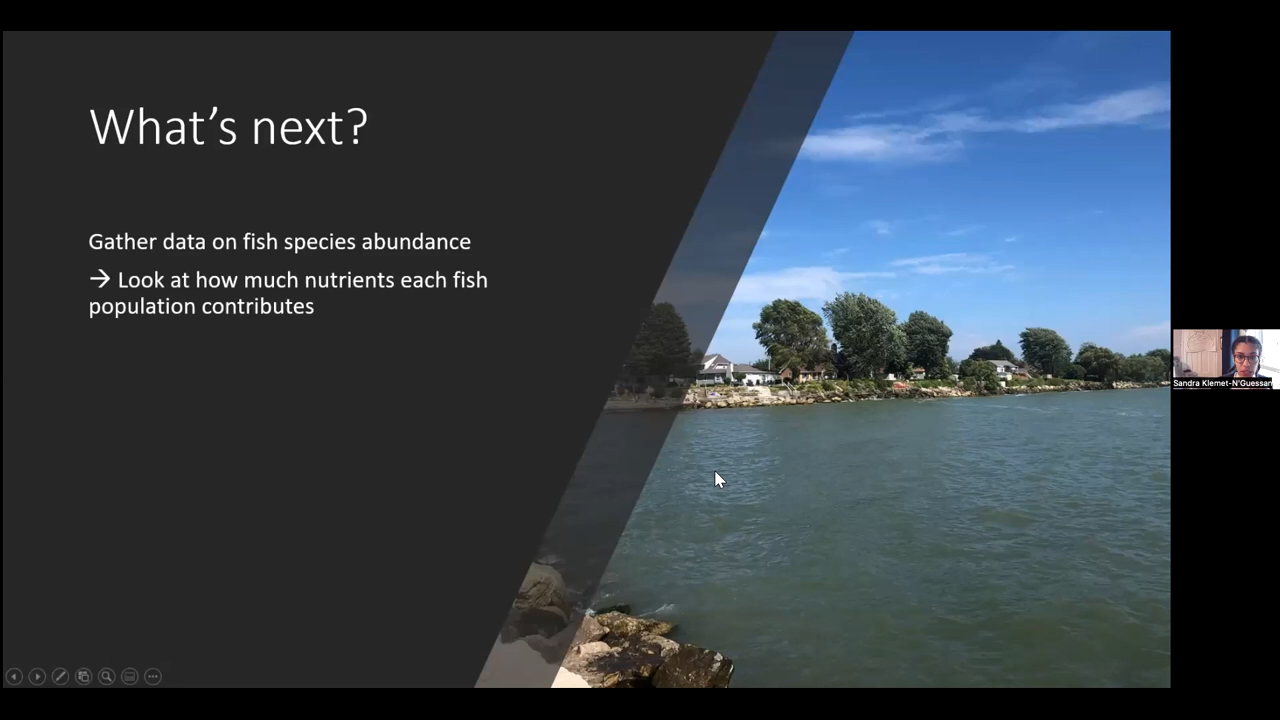 What's next?
Gather data on fish species abundance
→ Look at how much nutrients each fish
population contributes
Sandra Klemet-N'Guessan